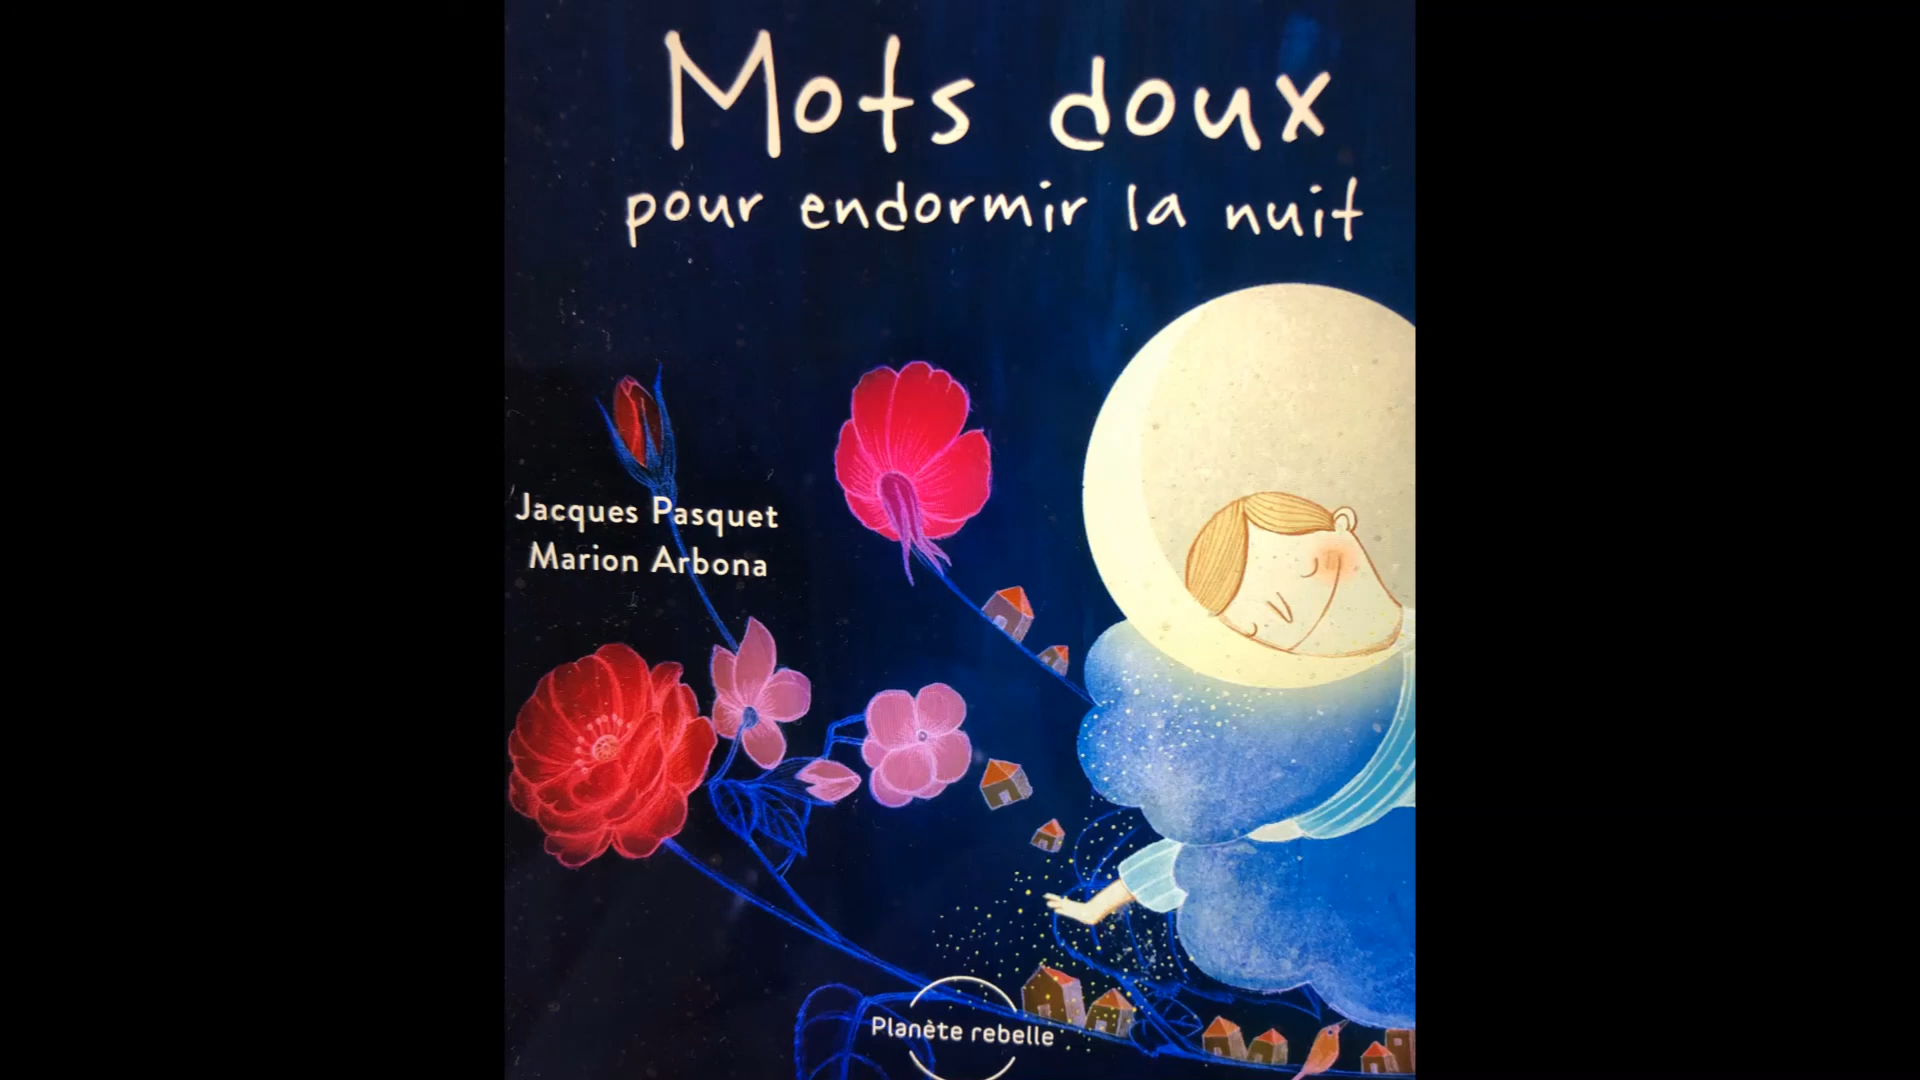 Mots doux
pour endormir la nuit
Jacques Pasquet
Marion Arbona
Planète rebelle